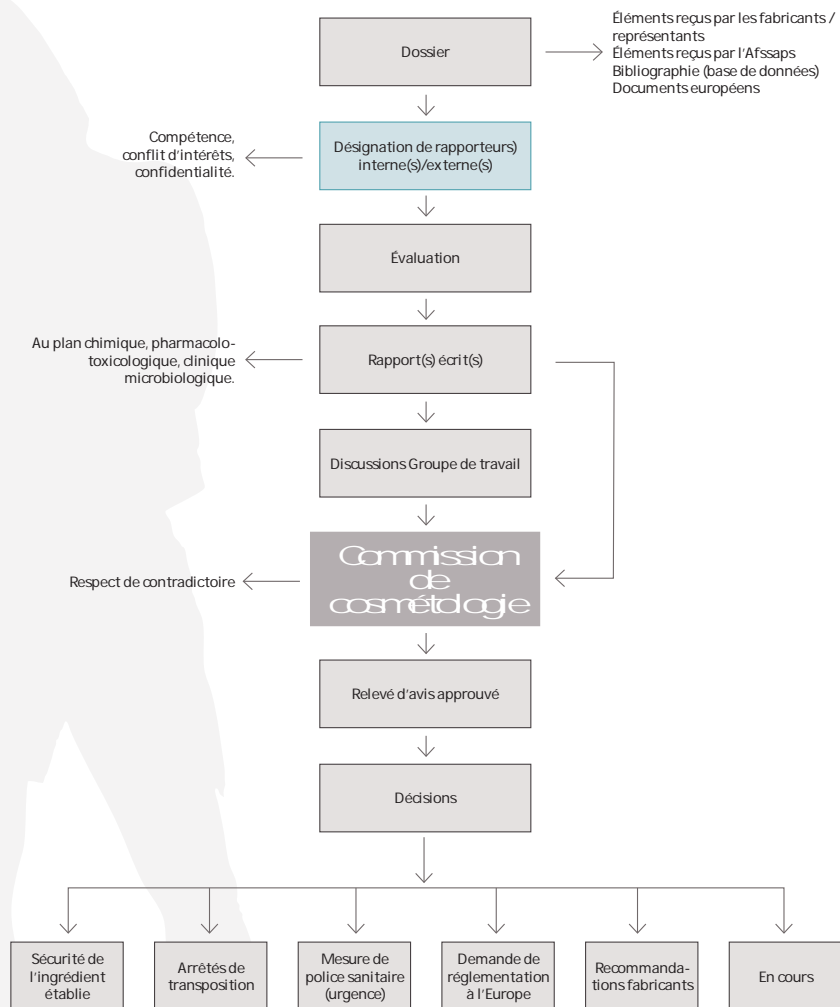 Dossier
Éléments reçus par les fabricants /
représentants
Éléments reçus par l'Afssaps
Bibliographie (base de données)
Documents européens
Compétence,
conflit d'intérêts,
confidentialité.
Désignation de rapporteurs)
interne(s)/externe(s)
Évaluation
Au plan chimique, pharmacolo-
toxicologique, clinique
microbiologique.
Rapport(s) écrit(s)
Discussions Groupe de travail
Respect de contradictoire
Commission
de
cosmétologie
Relevé d'avis approuvé
Décisions
Sécurité de
l'ingrédient
établie
Arrêtés de
transposition
Mesure de
police sanitaire
(urgence)
Demande de
réglementation
à l'Europe
Recommanda-
tions fabricants
En cours